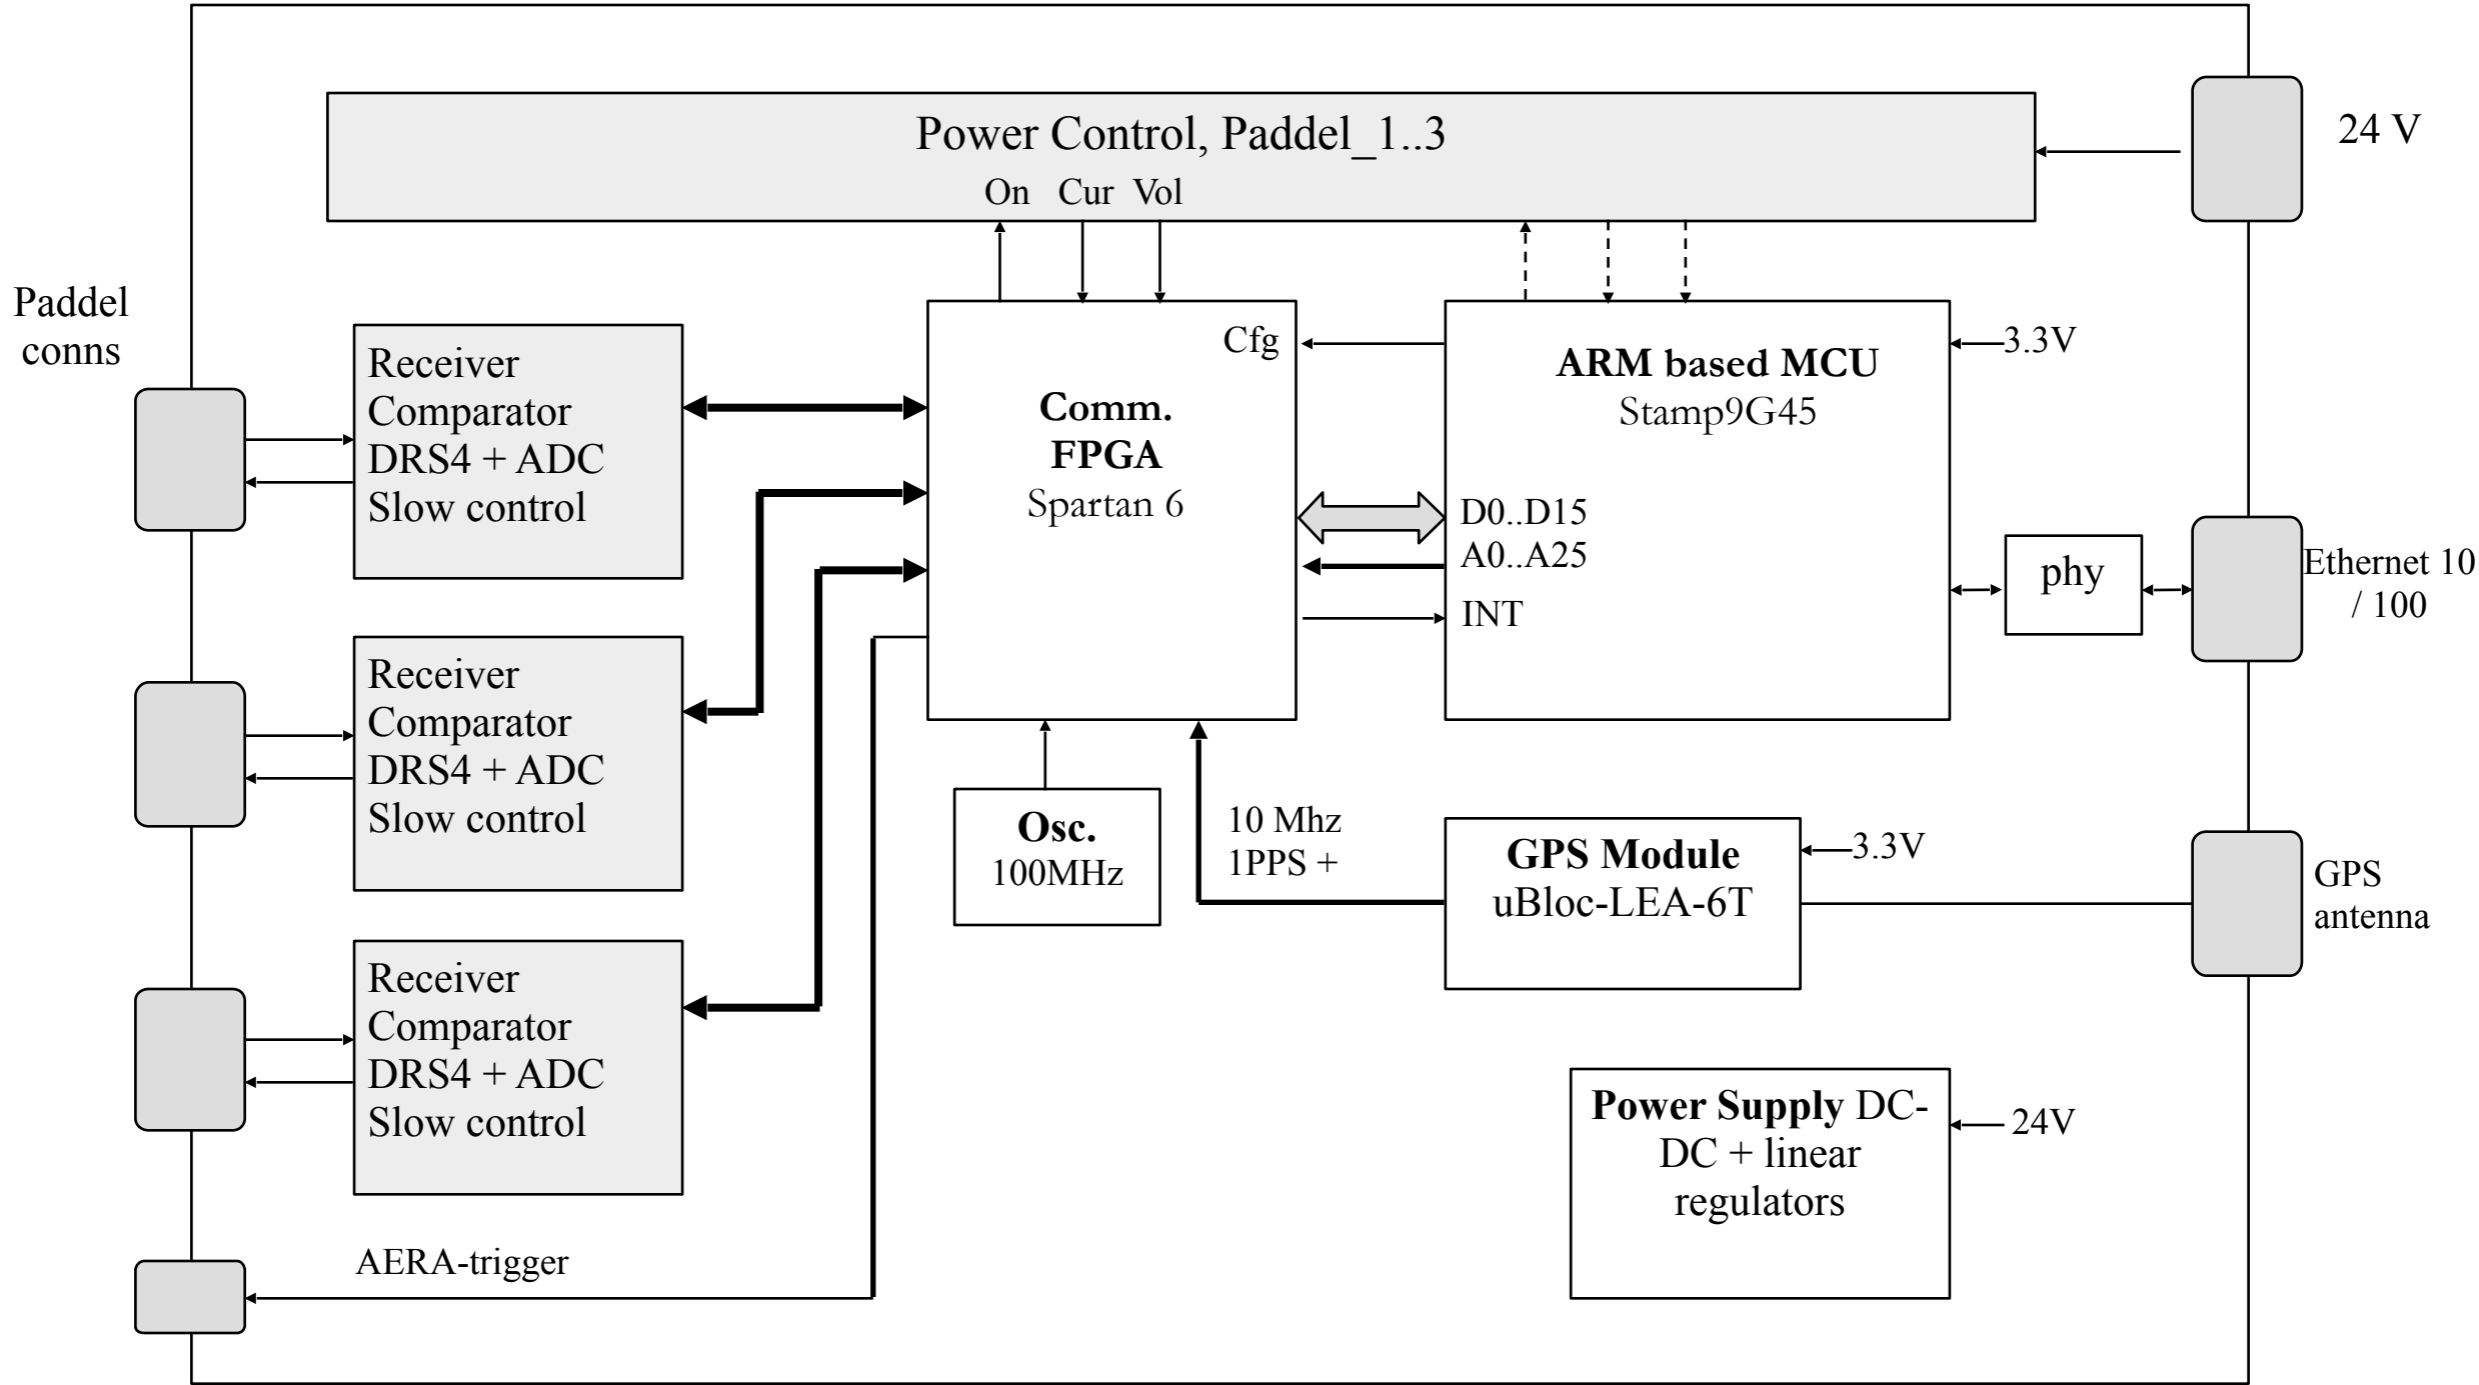 Power Control, Paddel_1..3
On Cur Vol
24 V
Paddel
conns
Receiver
Comparator
DRS4 + ADC
Slow control
Cfg
Comm.
FPGA
Spartan 6
ARM based MCU
Stamp9G45
3.3V
D0..D15
A0..A25
INT
phy
Ethernet 10
/ 100
Receiver
Comparator
DRS4 + ADC
Slow control
Osc.
100MHz
10 Mhz
1PPS +
GPS Module
uBloc-LEA-6T
3.3V
GPS
antenna
Receiver
Comparator
DRS4 + ADC
Slow control
Power Supply DC-
DC + linear
regulators
24V
AERA-trigger